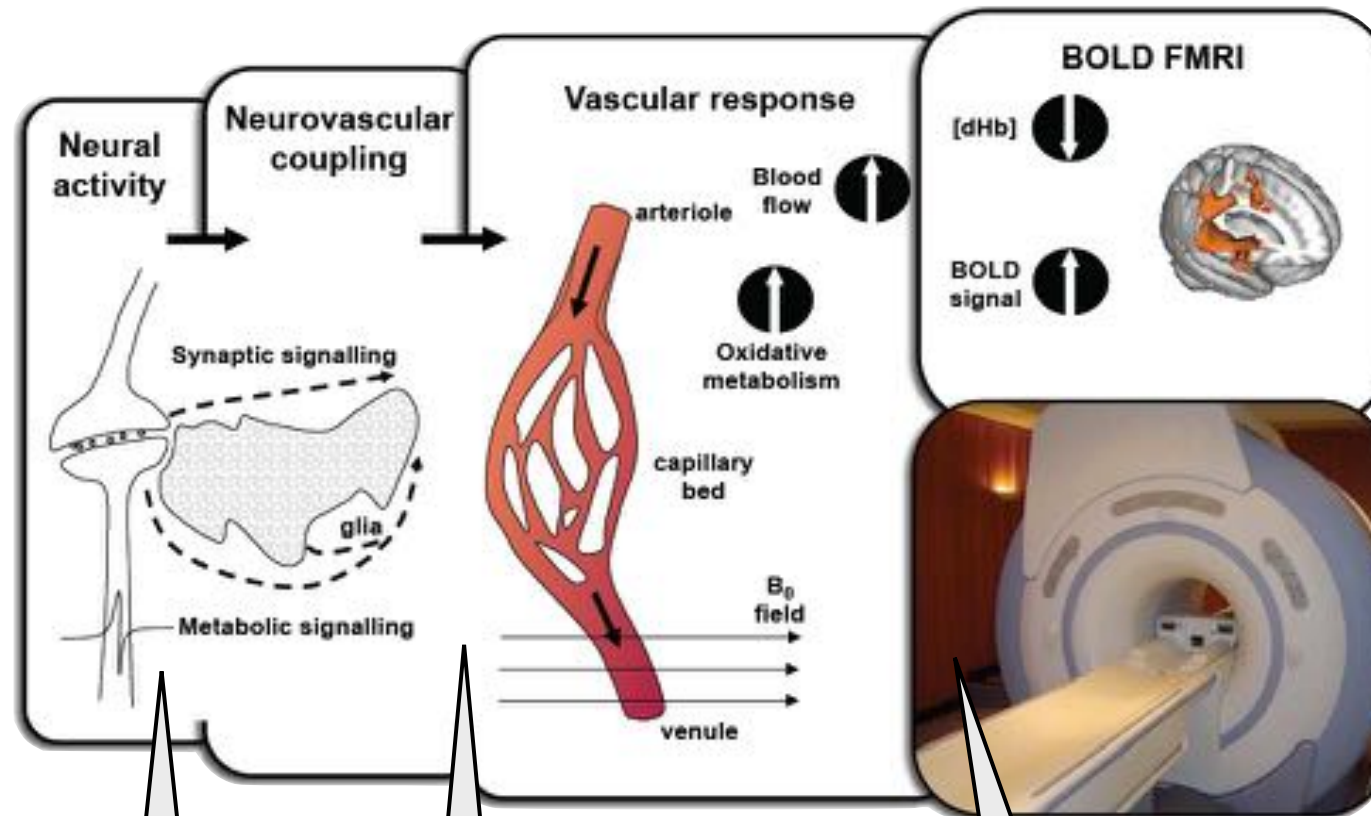 Neural
activity
Neurovascular
coupling
Vascular response
BOLD FMRI
[dHb]
BOLD
signal
Blood
flow
arteriole
Oxidative
metabolism
Synaptic signalling
capillary
bed
glia
B₀
field
Metabolic signalling
venule